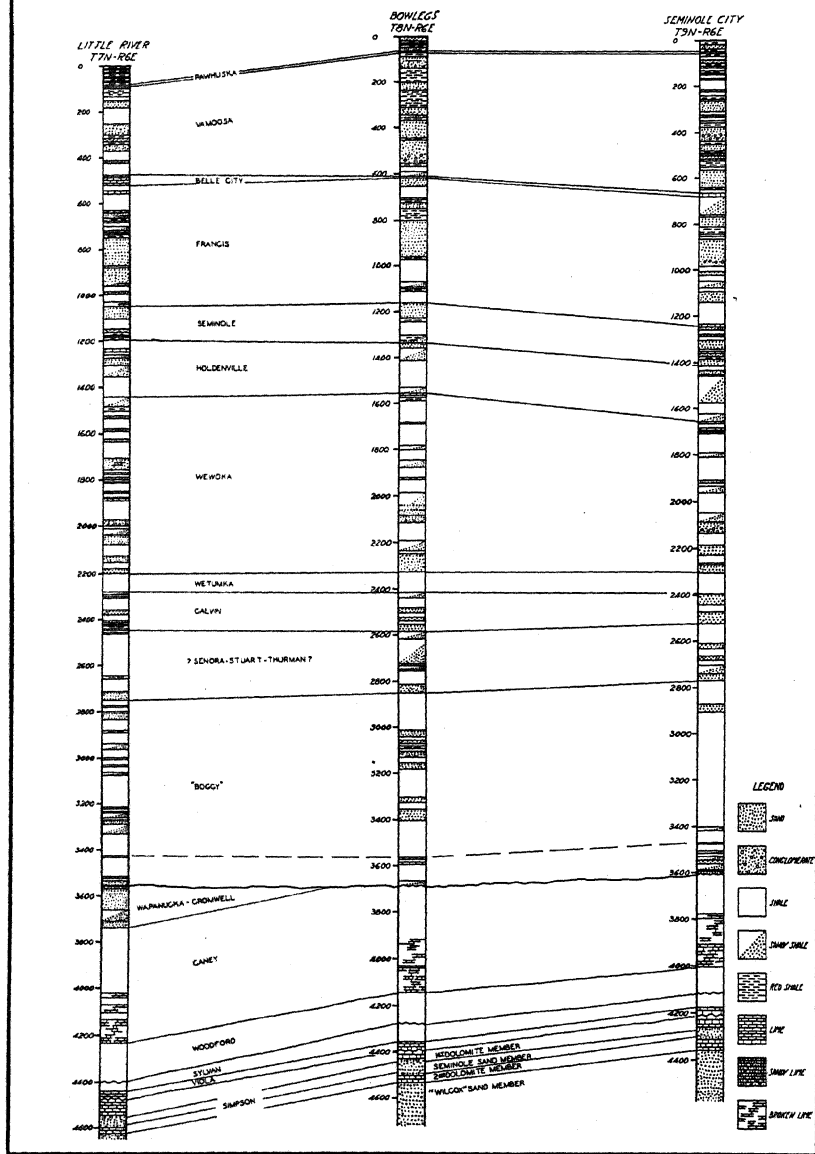 LITTLE RIVER
T7N-R6E
BOWLEGS
T8N-R6E
SEMINOLE CITY
T9N-R6E
0
200
400
600
800
1000
1200
1400
1600
1800
2000
2200
2400
2600
2800
3000
3200
3400
3600
3800
4000
4200
4400
4600
PAWHUSKA
VAMOOSA
BELLE CITY
FRANCIS
SEMINOLE
HOLDENVILLE
WEWOKA
WETUMKA
CALVIN
? SENORA-STUART-THURMAN ?
"BOGGY"
WAPANUCKA-CROMWELL
CANEY
WOODFORD
SYLVAN
VIOLA
SIMPSON
1st DOLOMITE MEMBER
SEMINOLE SAND MEMBER
2nd DOLOMITE MEMBER
"WILCOX" SAND MEMBER
0
200
400
600
800
1000
1200
1400
1600
1800
2000
2200
2400
2600
2800
3000
3200
3400
3600
3800
4000
4200
4400
4600
0
200
400
600
800
1000
1200
1400
1600
1800
2000
2200
2400
2600
2800
3000
3200
3400
3600
3800
4000
4200
4400
LEGEND
SAND
CONGLOMERATE
SHALE
SANDY SHALE
RED SHALE
LIME
SANDY LIME
BROKEN LIME